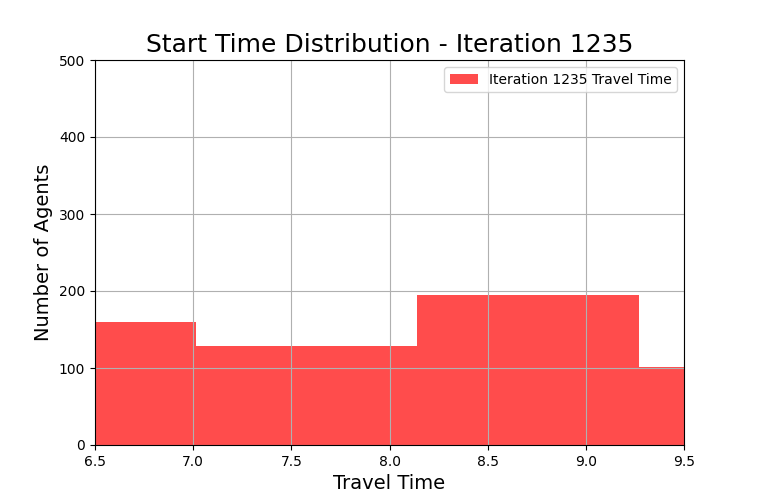 Start Time Distribution - Iteration 1235
Iteration 1235 Travel Time
Number of Agents
500
400
300
200
100
0
6.5 7.0 7.5 8.0 8.5 9.0 9.5
Travel Time